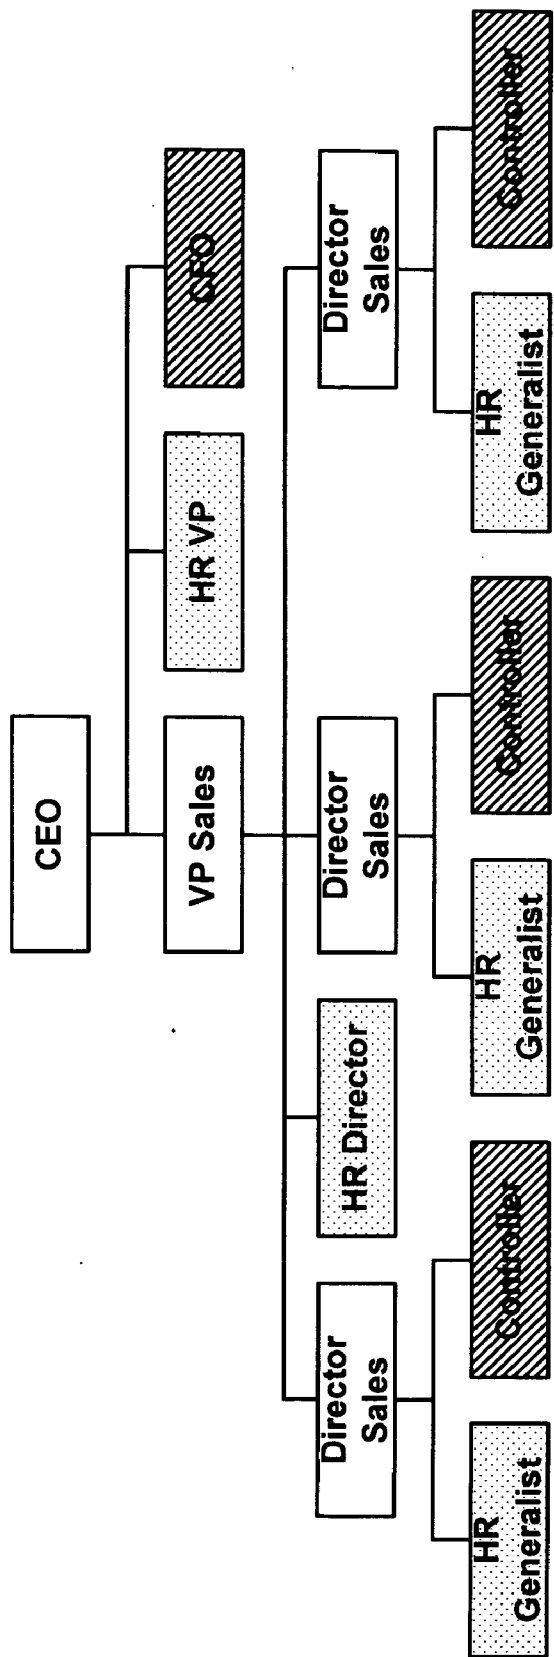 CEO
VP Sales
HR VP
CFO
Director
Sales
HR Director
Director
Sales
Director
Sales
HR
Generalist
Controller
HR
Generalist
Controller
HR
Generalist
Controller